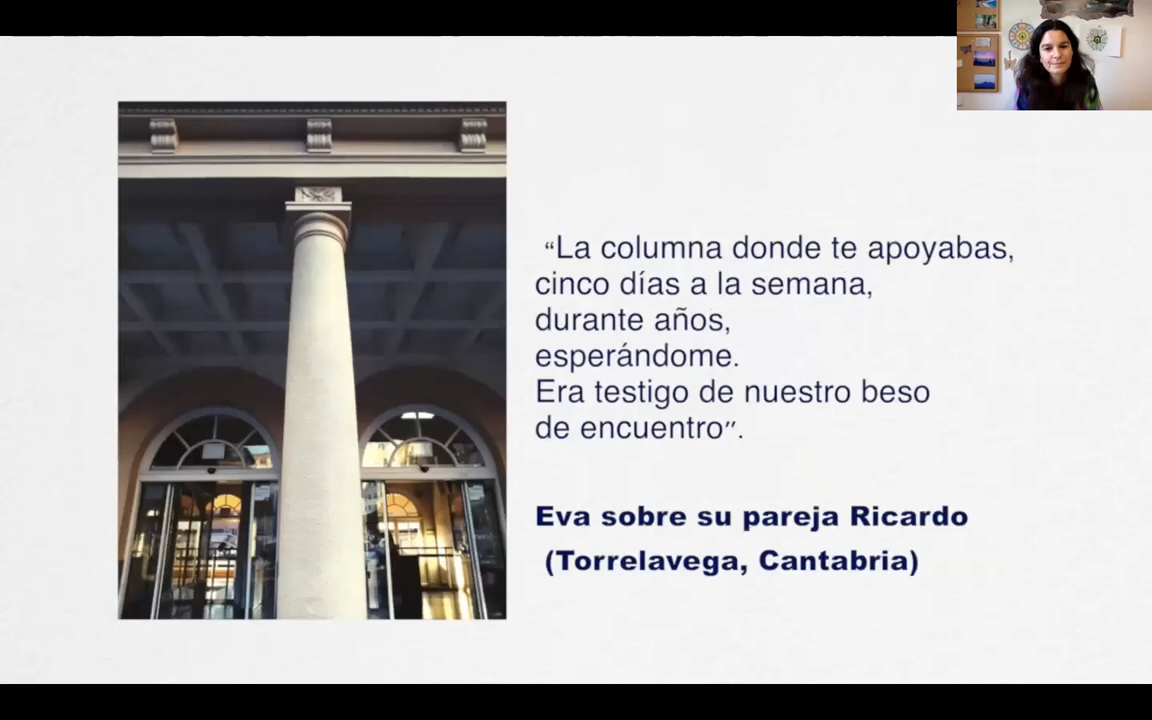 “La columna donde te apoyabas,
cinco días a la semana,
durante años,
esperándome.
Era testigo de nuestro beso
de encuentro”.
Eva sobre su pareja Ricardo
(Torrelavega, Cantabria)